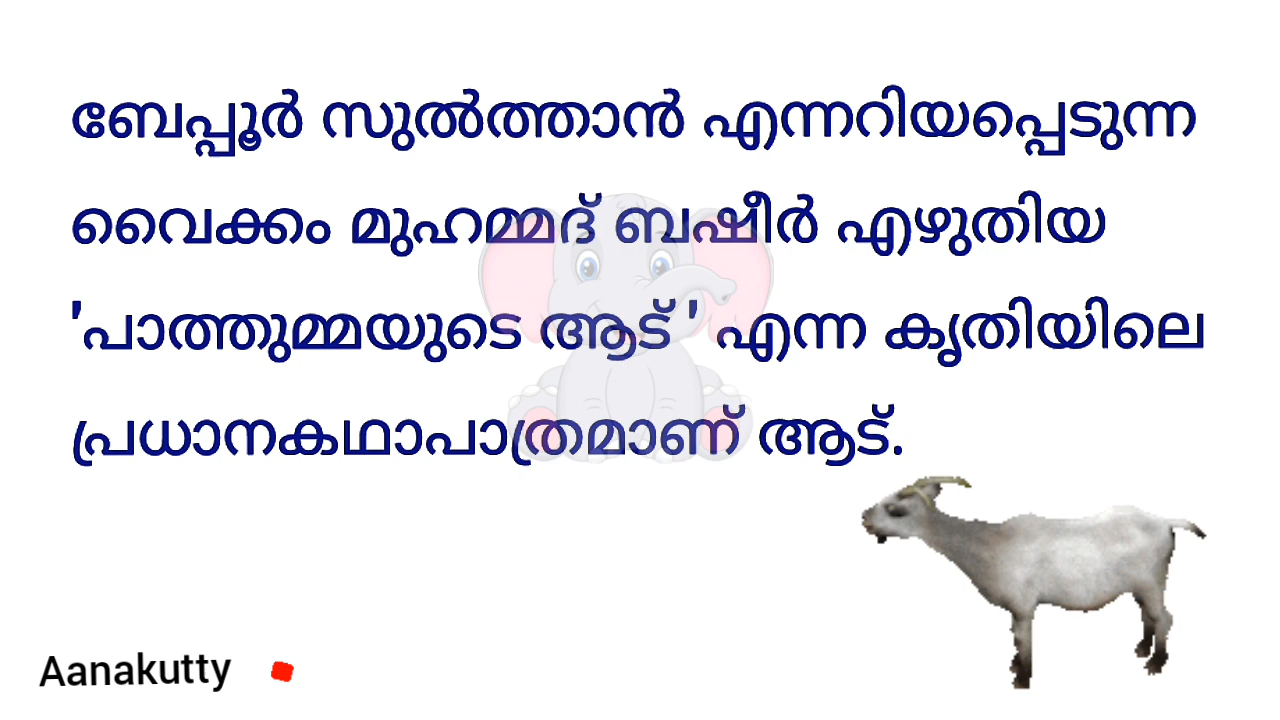 ബേപ്പൂർ സുൽത്താൻ എന്നറിയപ്പെടുന്ന
വൈക്കം മുഹമ്മദ് ബഷീർ എഴുതിയ
'പാത്തുമ്മയുടെ ആട് ' എന്ന കൃതിയിലെ
പ്രധാനകഥാപാത്രമാണ് ആട്.
Aanakutty